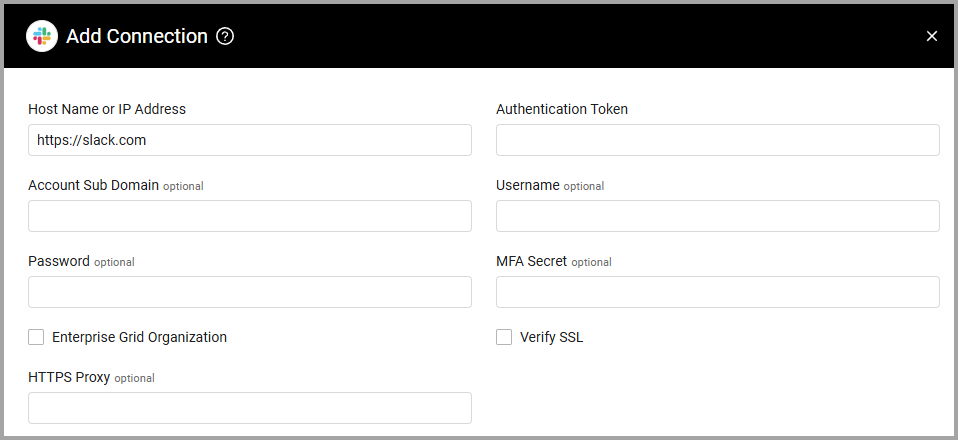 Add Connection ?
Host Name or IP Address
https://slack.com
Authentication Token
Account Sub Domain optional
Username optional
Password optional
MFA Secret optional
Enterprise Grid Organization
Verify SSL
HTTPS Proxy optional